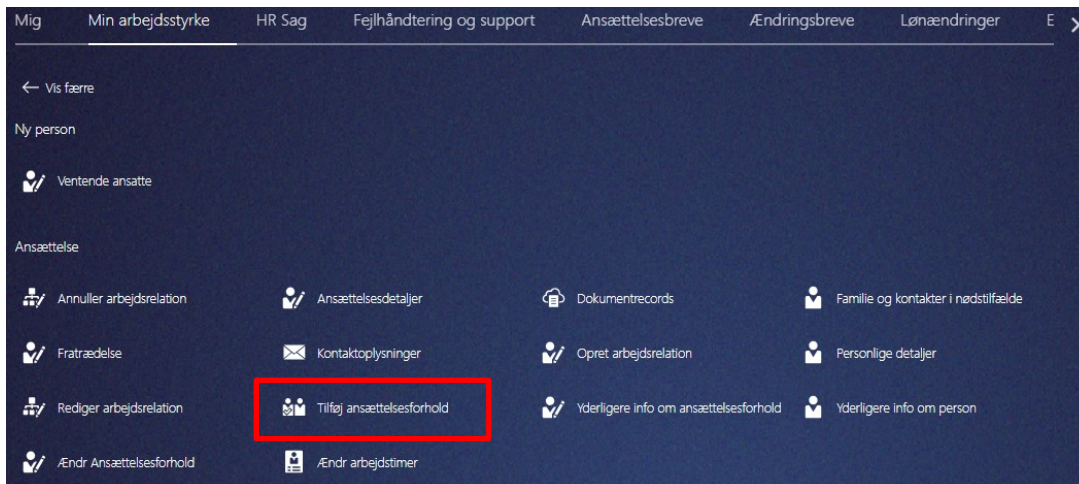 Mig Min arbejdsstyrke HR Sag Fejlhåndtering og support Ansættelsesbreve Ændringsbreve Lønændringer E
Vis færre
Ny person
Ventende ansatte
Ansættelse
Annuller arbejdsrelation Ansættelsesdetaljer Dokumentrecords Familie og kontakter i nødstilfælde
Fratrædelse Kontaktoplysninger Opret arbejdsrelation Personlige detaljer
Rediger arbejdsrelation Tilføj ansættelsesforhold Yderligere info om ansættelsesforhold Yderligere info om person
Ændr Ansættelsesforhold Ændr arbejdstimer